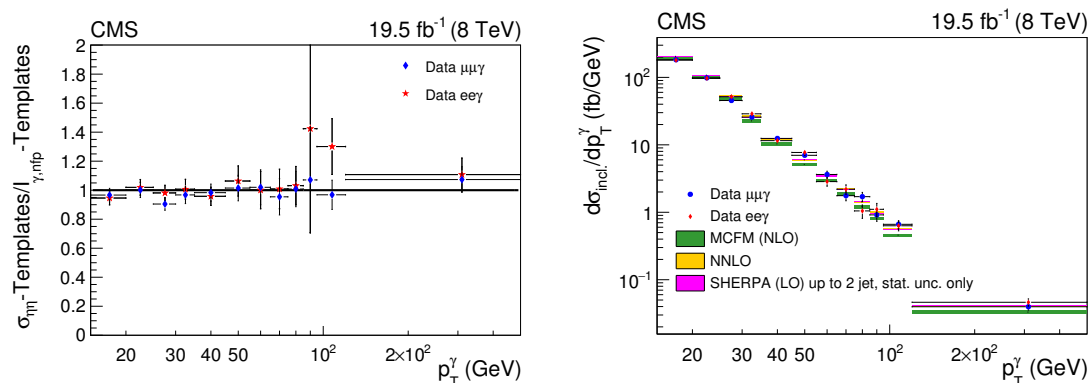 CMS 19.5 fb⁻¹ (8 TeV)
σ_ηη-Templates/I_γ,nfp-Templates
2
1.8
1.6
1.4
1.2
1
0.8
0.6
0.4
0.2
0
Data μμγ
Data eeγ
20 30 40 50 10² 2×10²
p_T^γ (GeV)
CMS 19.5 fb⁻¹ (8 TeV)
dσ_incl/dp_T^γ (fb/GeV)
10²
10
1
10⁻¹
Data μμγ
Data eeγ
MCFM (NLO)
NNLO
SHERPA (LO) up to 2 jet, stat. unc. only
20 30 40 50 10² 2×10²
p_T^γ (GeV)